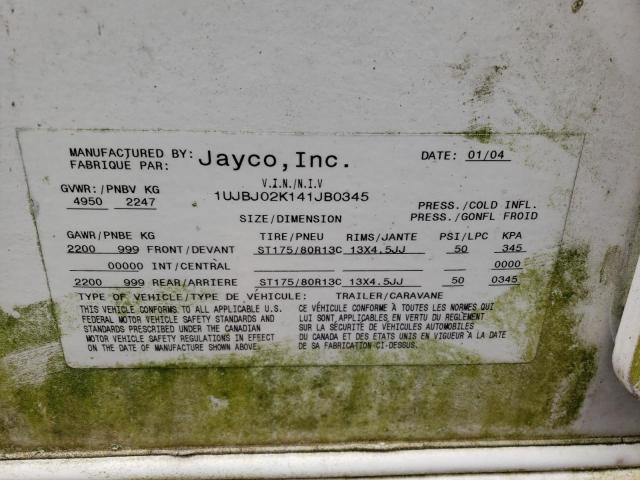 MANUFACTURED BY: Jayco, Inc. DATE: 01/04
FABRIQUE PAR:
GVWR:/PNBV KG V.I.N./N.I.V
4950 2247 1UJBJ02K141JB0345
PRESS./COLD INFL.
SIZE/DIMENSION PRESS./GONFL FROID
GAWR/PNBE KG TIRE/PNEU RIMS/JANTE PSI/LPC KPA
2200 999 FRONT/DEVANT ST175/80R13C 13X4.5JJ 50 345
00000 INT/CENTRAL 0000
2200 999 REAR/ARRIERE ST175/80R13C 13X4.5JJ 50 0345
TYPE OF VEHICLE/TYPE DE VÉHICULE: TRAILER/CARAVANE
THIS VEHICLE CONFORMS TO ALL APPLICABLE U.S.
FEDERAL MOTOR VEHICLE SAFETY STANDARDS AND
STANDARDS PRESCRIBED UNDER THE CANADIAN
MOTOR VEHICLE SAFETY REGULATIONS IN EFFECT
ON THE DATE OF MANUFACTURE SHOWN ABOVE.
CE VÉHICULE CONFORME À TOUTES LES NORMES QUI
LUI SONT APPLICABLES EN VERTU DU REGLEMENT
SUR LA SÉCURITE DE VÉHICULES AUTOMOBILES
DU CANADA ET DES ETATS UNIS EN VIGUEUR À LA DATE
DE SA FABRICATION CI-DESSUS.